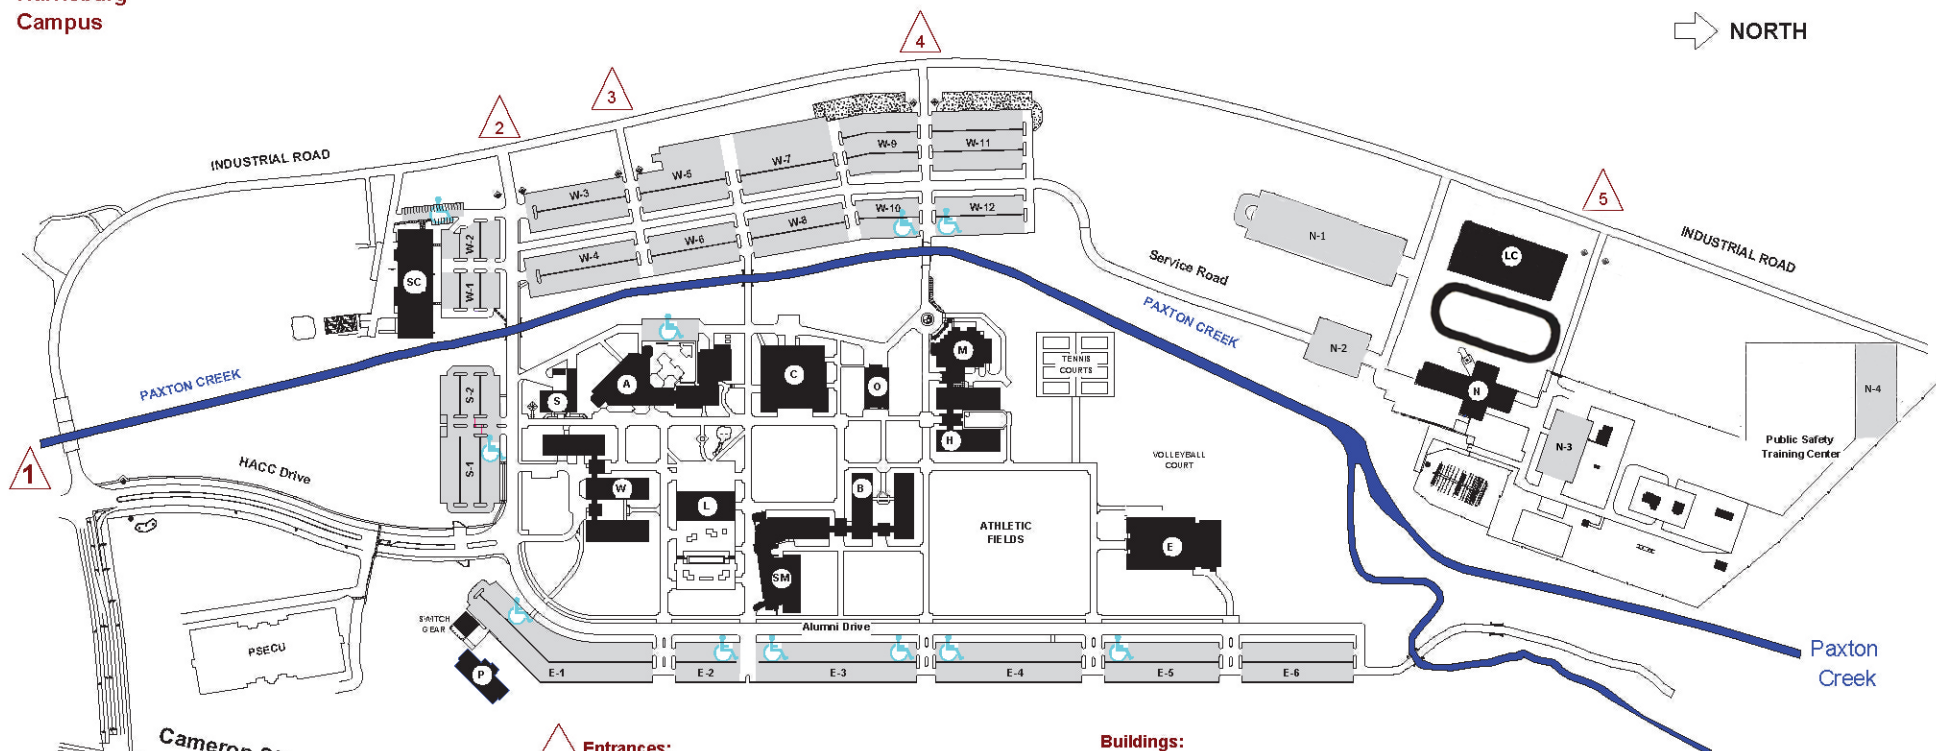 Campus
4
NORTH
3
2
INDUSTRIAL ROAD
W-3
W-5
W-7
W-9
W-11
5
INDUSTRIAL ROAD
W-2
W-4
W-6
W-8
W-10
W-12
N-1
LC
SC
W-1
Service Road
PAXTON CREEK
PAXTON CREEK
N-2
M
TENNIS
COURTS
A
C
O
S
N
N-4
S-2
H
N-3
Public Safety
Training Center
1
HACC Drive
S-1
VOLLEYBALL
COURT
W
L
B
ATHLETIC
FIELDS
E
SM
GEAR
Alumni Drive
PSECU
P
E-1
E-2
E-3
E-4
E-5
E-6
Paxton
Creek
Cameron
Entrances:
Buildings: